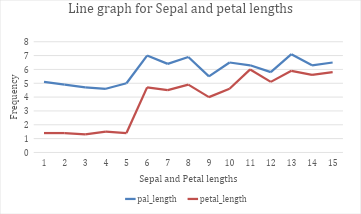 Line graph for Sepal and petal lengths
8
7
6
5
4
3
2
1
0
Frequency
1 2 3 4 5 6 7 8 9 10 11 12 13 14 15
Sepal and Petal lengths
pal_length petal_length